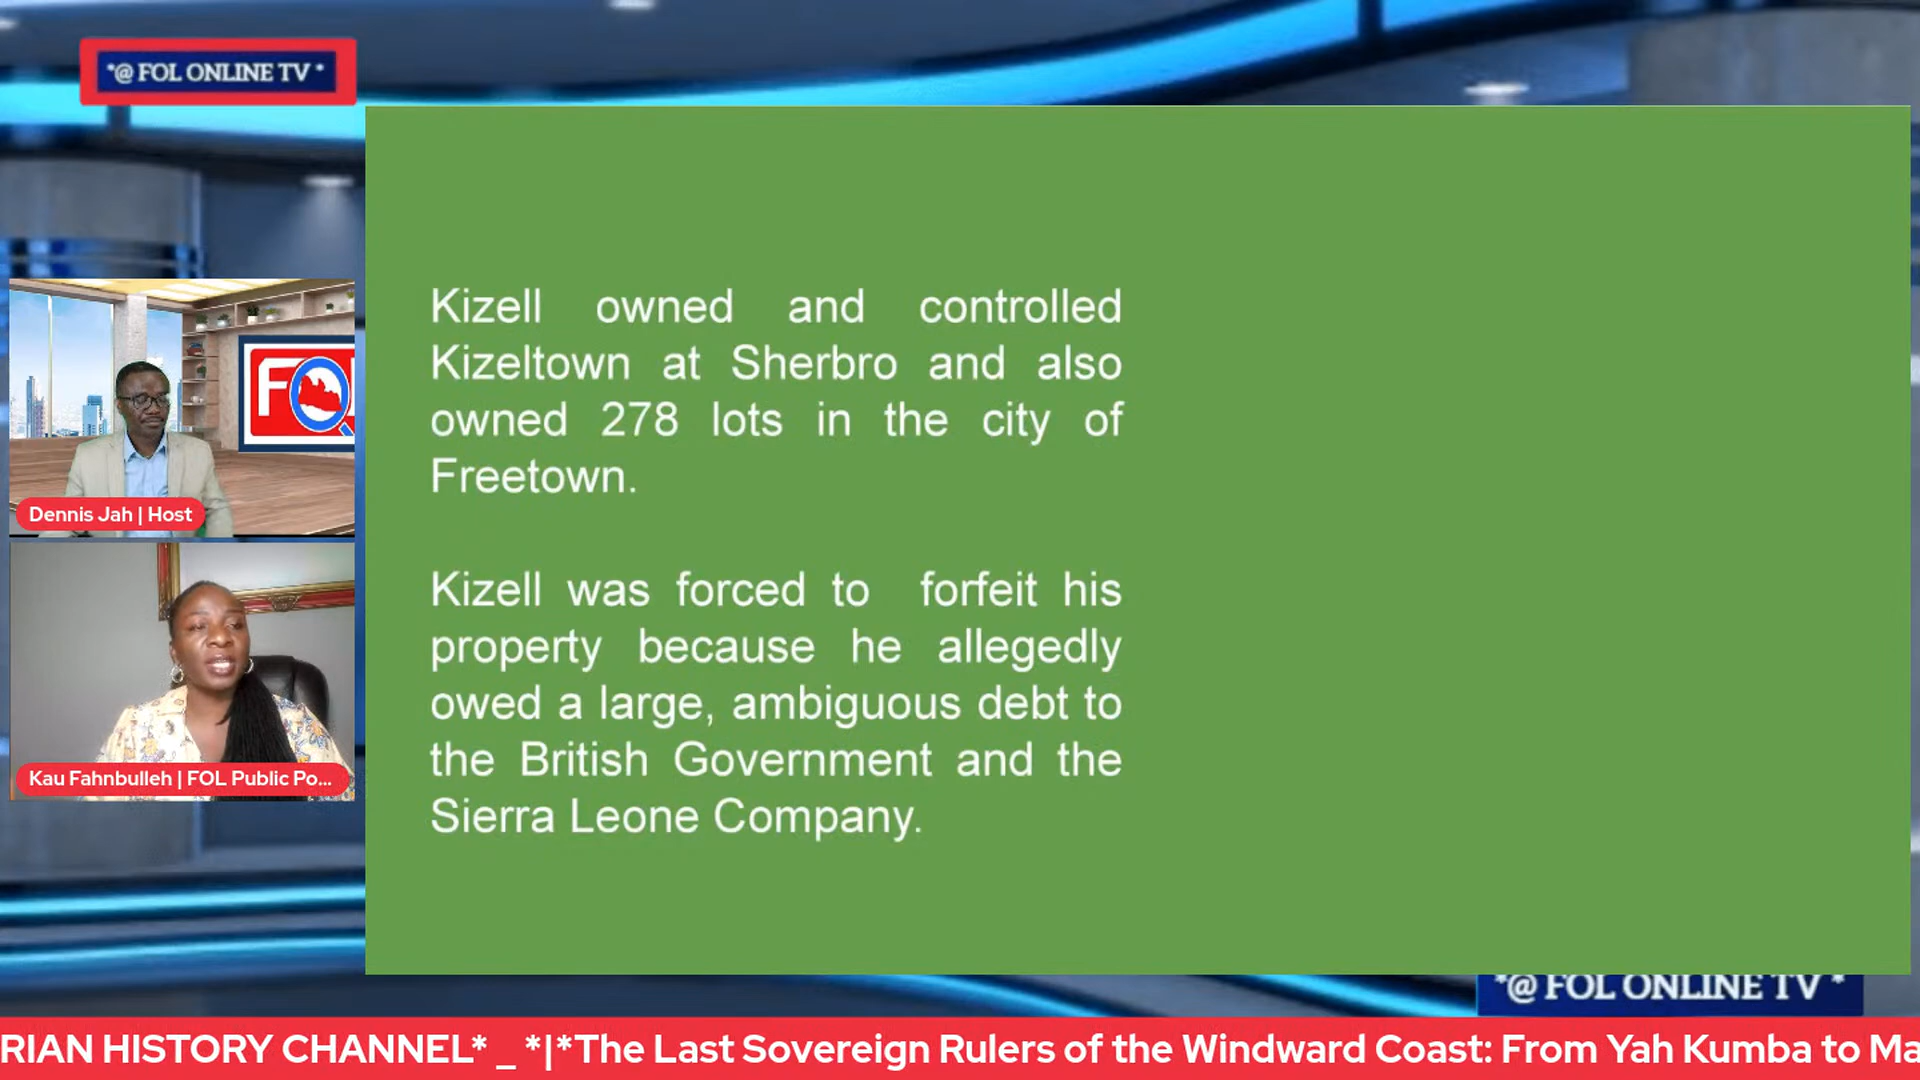 *@ FOL ONLINE TV *
Kizell owned and controlled
Kizeltown at Sherbro and also
owned 278 lots in the city of
Freetown.
Kizell was forced to forfeit his
property because he allegedly
owed a large, ambiguous debt to
the British Government and the
Sierra Leone Company.
FOL
Dennis Jah | Host
Kau Fahnbulleh | FOL Public Po...
*@ FOL ONLINE TV *
RIAN HISTORY CHANNEL* _ *|*The Last Sovereign Rulers of the Windward Coast: From Yah Kumba to Ma